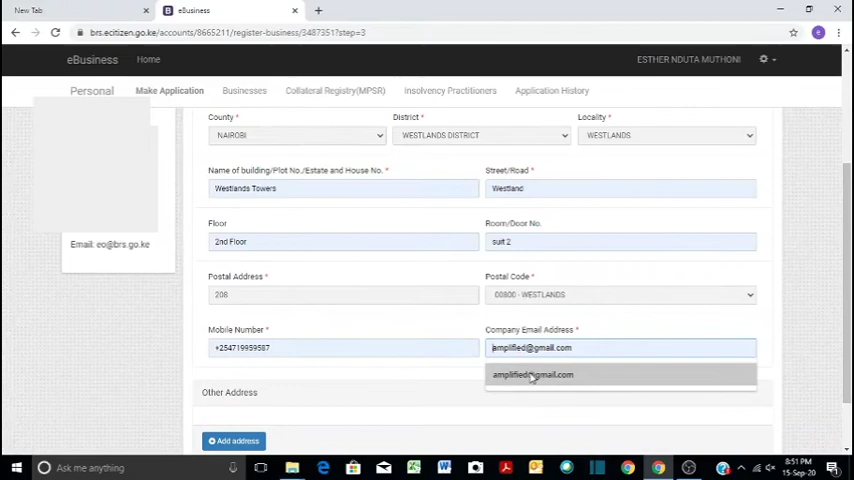 New Tab
eBusiness
brs.ecitizen.go.ke/accounts/8665211/register-business/3487351?step=3
eBusiness Home ESTHER NDUTA MUTHONI
Personal Make Application Businesses Collateral Registry(MPSR) Insolvency Practitioners Application History
County * District * Locality *
NAIROBI WESTLANDS DISTRICT WESTLANDS
Name of building/Plot No./Estate and House No. * Street/Road *
Westlands Towers Westland
Floor Room/Door No.
2nd Floor suit 2
Email: eo@brs.go.ke
Postal Address * Postal Code *
208 00800 - WESTLANDS
Mobile Number * Company Email Address *
+254719959587 amplified@gmail.com
amplified@gmail.com
Other Address
Add address
Ask me anything
8:51 PM
15-Sep-20